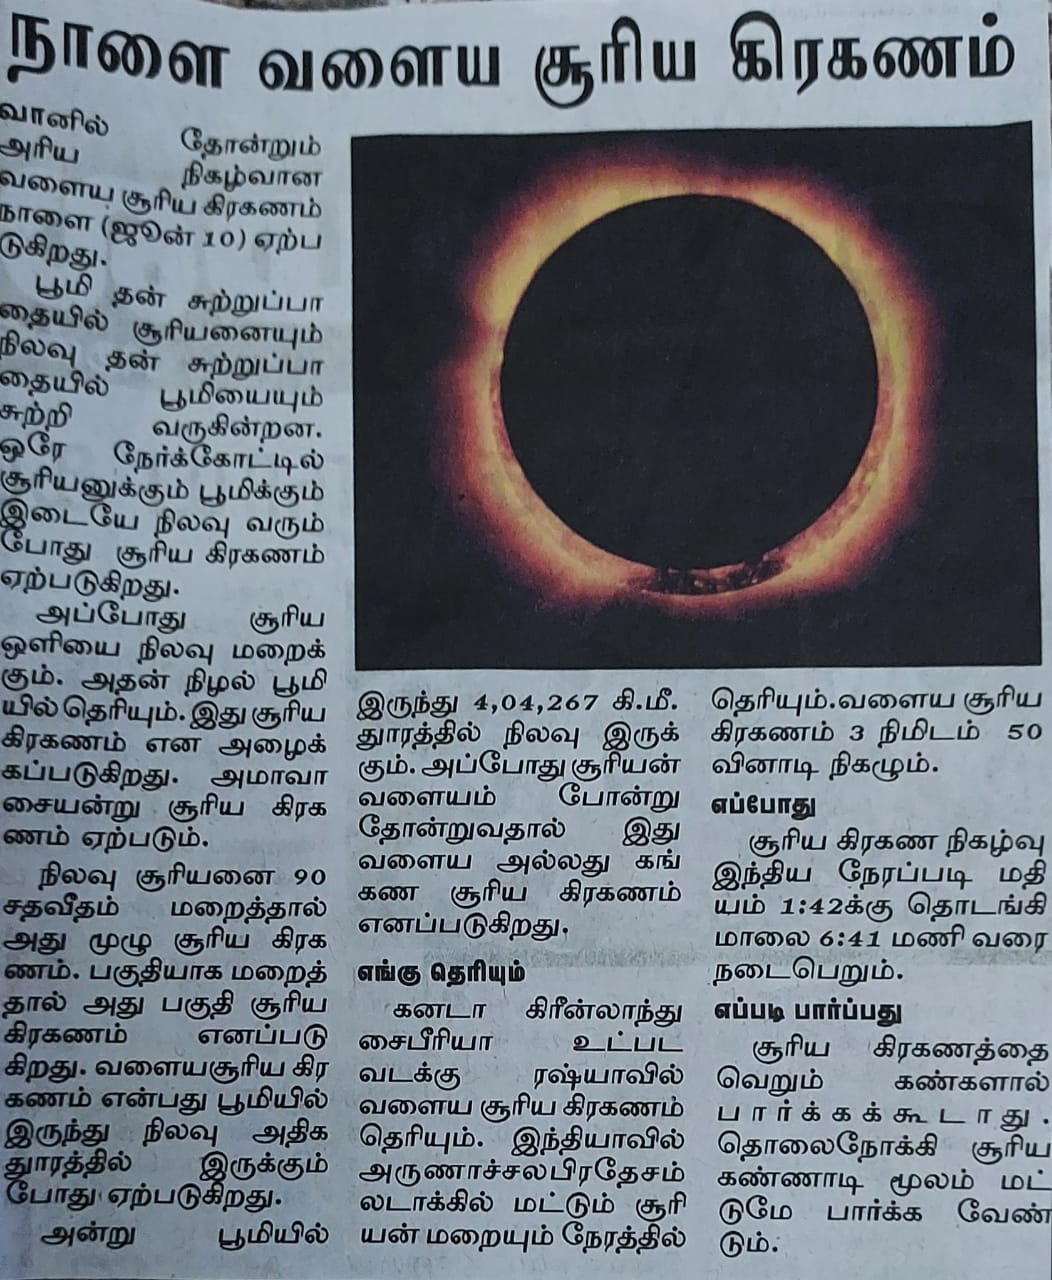 நாளை வளைய சூரிய கிரகணம்
வானில் தோன்றும்
அரிய நிகழ்வான
வளைய சூரிய கிரகணம்
நாளை (ஜூன் 10) ஏற்ப
டுகிறது.
பூமி தன் சுற்றுப்பா
தையில் சூரியனையும்
நிலவு தன் சுற்றுப்பா
தையில் பூமியையும்
சுற்றி வருகின்றன.
ஒரே நேர்க்கோட்டில்
சூரியனுக்கும் பூமிக்கும்
இடையே நிலவு வரும்
போது சூரிய கிரகணம்
ஏற்படுகிறது.
அப்போது சூரிய
ஒளியை நிலவு மறைக்
கும். அதன் நிழல் பூமி
யில் தெரியும். இது சூரிய
கிரகணம் என அழைக்
கப்படுகிறது. அமாவா
சையன்று சூரிய கிரக
ணம் ஏற்படும்.
நிலவு சூரியனை 90
சதவீதம் மறைத்தால்
அது முழு சூரிய கிரக
ணம். பகுதியாக மறைத்
தால் அது பகுதி சூரிய
கிரகணம் எனப்படு
கிறது. வளையசூரிய கிர
கணம் என்பது பூமியில்
இருந்து நிலவு அதிக
துாரத்தில் இருக்கும்
போது ஏற்படுகிறது.
அன்று பூமியில்
இருந்து 4,04,267 கி.மீ.
துாரத்தில் நிலவு இருக்
கும். அப்போது சூரியன்
வளையம் போன்று
தோன்றுவதால் இது
வளைய அல்லது கங்
கண சூரிய கிரகணம்
எனப்படுகிறது.
எங்கு தெரியும்
கனடா கிரீன்லாந்து
சைபீரியா உட்பட
வடக்கு ரஷ்யாவில்
வளைய சூரிய கிரகணம்
தெரியும். இந்தியாவில்
அருணாச்சலபிரதேசம்
லடாக்கில் மட்டும் சூரி
யன் மறையும் நேரத்தில்
தெரியும்.வளைய சூரிய
கிரகணம் 3 நிமிடம் 50
வினாடி நிகழும்.
எப்போது
சூரிய கிரகண நிகழ்வு
இந்திய நேரப்படி மதி
யம் 1:42க்கு தொடங்கி
மாலை 6:41 மணி வரை
நடைபெறும்.
எப்படி பார்ப்பது
சூரிய கிரகணத்தை
வெறும் கண்களால்
பார்க்கக்கூடாது.
தொலைநோக்கி சூரிய
கண்ணாடி மூலம் மட்
டுமே பார்க்க வேண்
டும்.